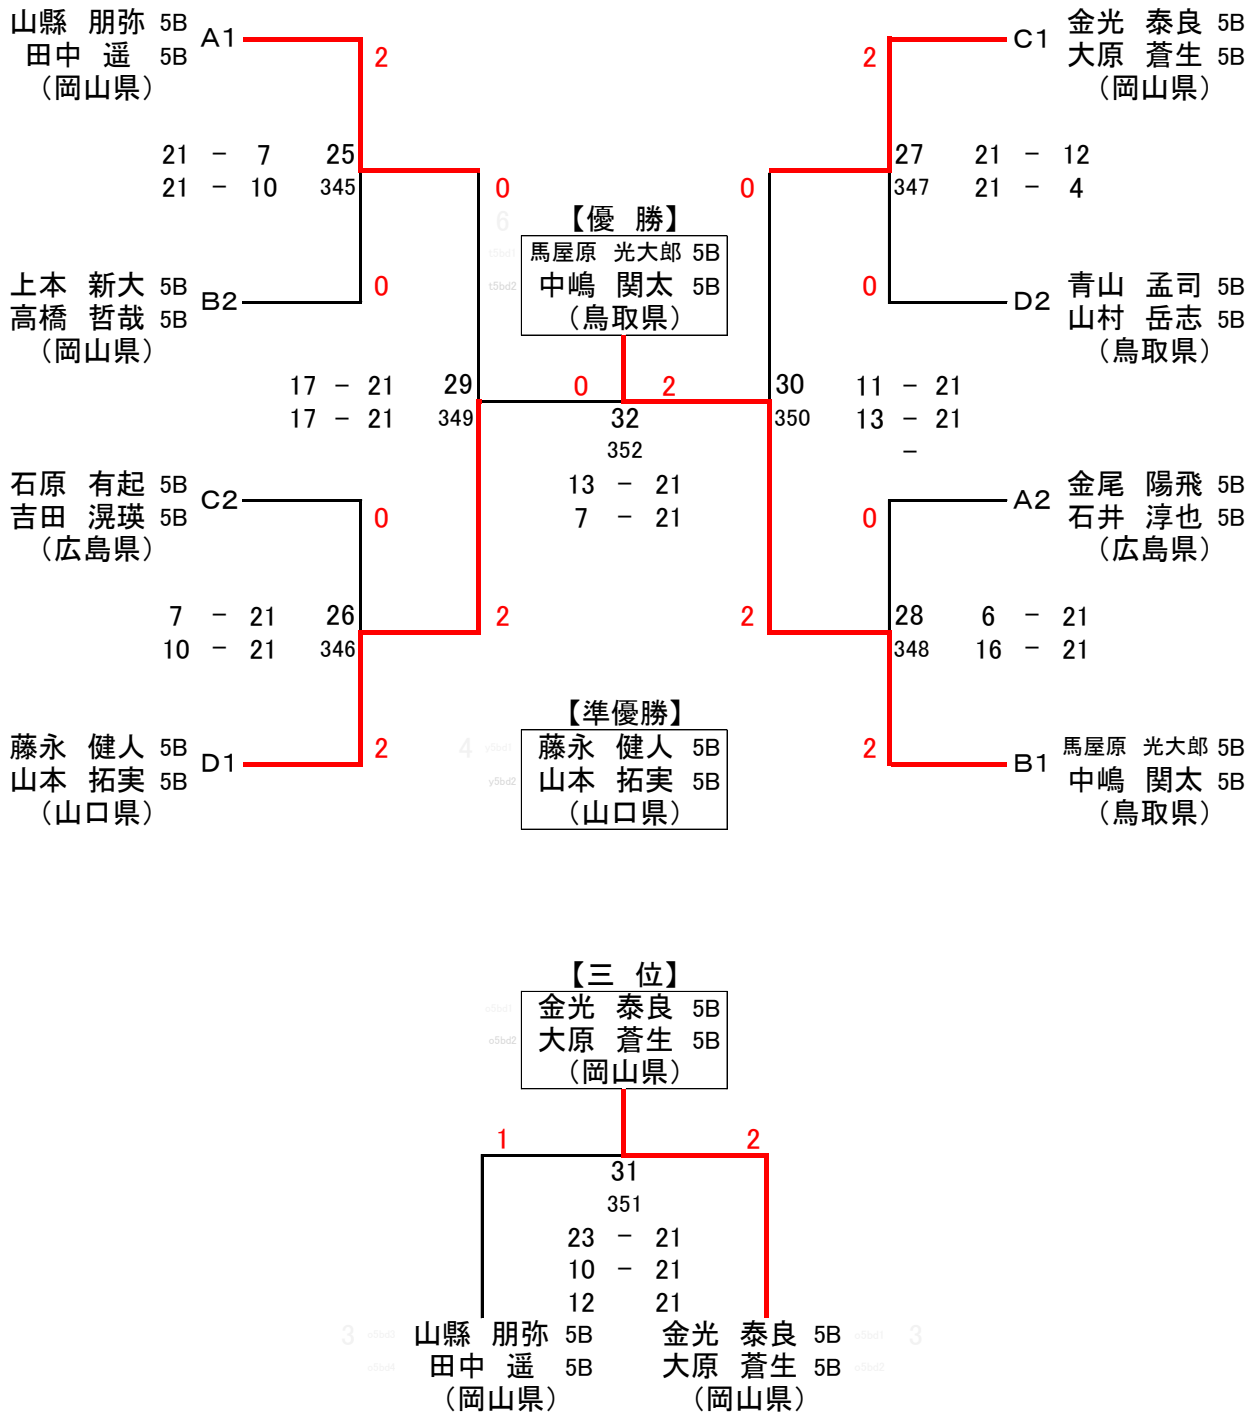 山縣 朋弥 5B
田中 遥 5B
（岡山県）
A1
2
金光 泰良 5B
大原 蒼生 5B
（岡山県）
C1
2
21 － 7 25
21 － 10 345
0
0
27 21 － 12
347 21 － 4
6
【優 勝】
t5bd1 馬屋原 光大郎 5B
t5bd2 中嶋 関太 5B
（鳥取県）
上本 新大 5B
高橋 哲哉 5B
（岡山県）
B2
0
0
D2
青山 孟司 5B
山村 岳志 5B
（鳥取県）
17 － 21 29
17 － 21 349
0 2
32
352
13 － 21
7 － 21
30 11 － 21
350 13 － 21
－
石原 有起 5B
吉田 滉瑛 5B
（広島県）
C2
0
0
A2
金尾 陽飛 5B
石井 淳也 5B
（広島県）
7 － 21 26
10 － 21 346
2
2
28 6 － 21
348 16 － 21
藤永 健人 5B
山本 拓実 5B
（山口県）
D1
2
【準優勝】
4 y5bd1 藤永 健人 5B
y5bd2 山本 拓実 5B
（山口県）
2
B1
馬屋原 光大郎 5B
中嶋 関太 5B
（鳥取県）
【三 位】
o5bd1 金光 泰良 5B
o5bd2 大原 蒼生 5B
（岡山県）
1 2
31
351
23 － 21
10 － 21
12 21
3 山縣 朋弥 5B
o5bd4 田中 遥 5B
（岡山県）
金光 泰良 5B o5bd1 3
大原 蒼生 5B o5bd2
（岡山県）